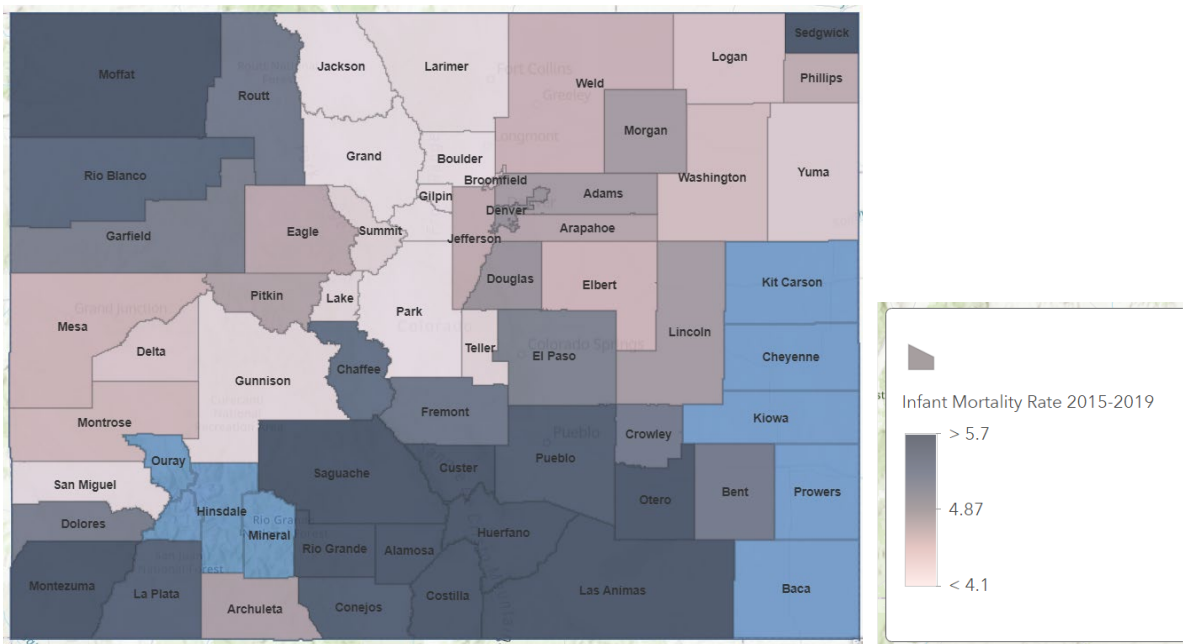 Sedgwick
Moffat
Jackson
Larimer
Logan
Fort Collins
Phillips
Weld
Routt
Greeley
Morgan
Longmont
Grand
Boulder
Yuma
Rio Blanco
Broomfield
Washington
Gilpin
Adams
Denver
Garfield
Eagle
Summit
Arapahoe
Jefferson
Douglas
Kit Carson
Elbert
Pitkin
Lake
Grand Junction
Park
Mesa
Colorado
Lincoln
Teller
Colorado Springs
Delta
El Paso
Cheyenne
Chaffee
Gunnison
Fremont
Kiowa
Montrose
Pueblo
Crowley
Ouray
Pueblo
Custer
Saguache
San Miguel
Otero
Bent
Prowers
Hinsdale
Rio Grand
Dolores
Mineral
Huerfano
Rio Grande
Alamosa
Montezuma
La Plata
Las Animas
Baca
Costilla
Archuleta
Conejos
Infant Mortality Rate 2015-2019
> 5.7
4.87
< 4.1